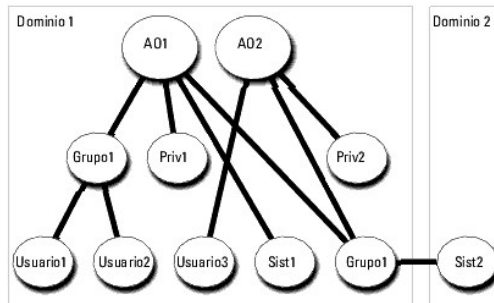 Dominio 1
Dominio 2
AO1
AO2
Grupo1
Priv1
Priv2
Usuario1
Usuario2
Usuario3
Sist1
Grupo1
Sist2